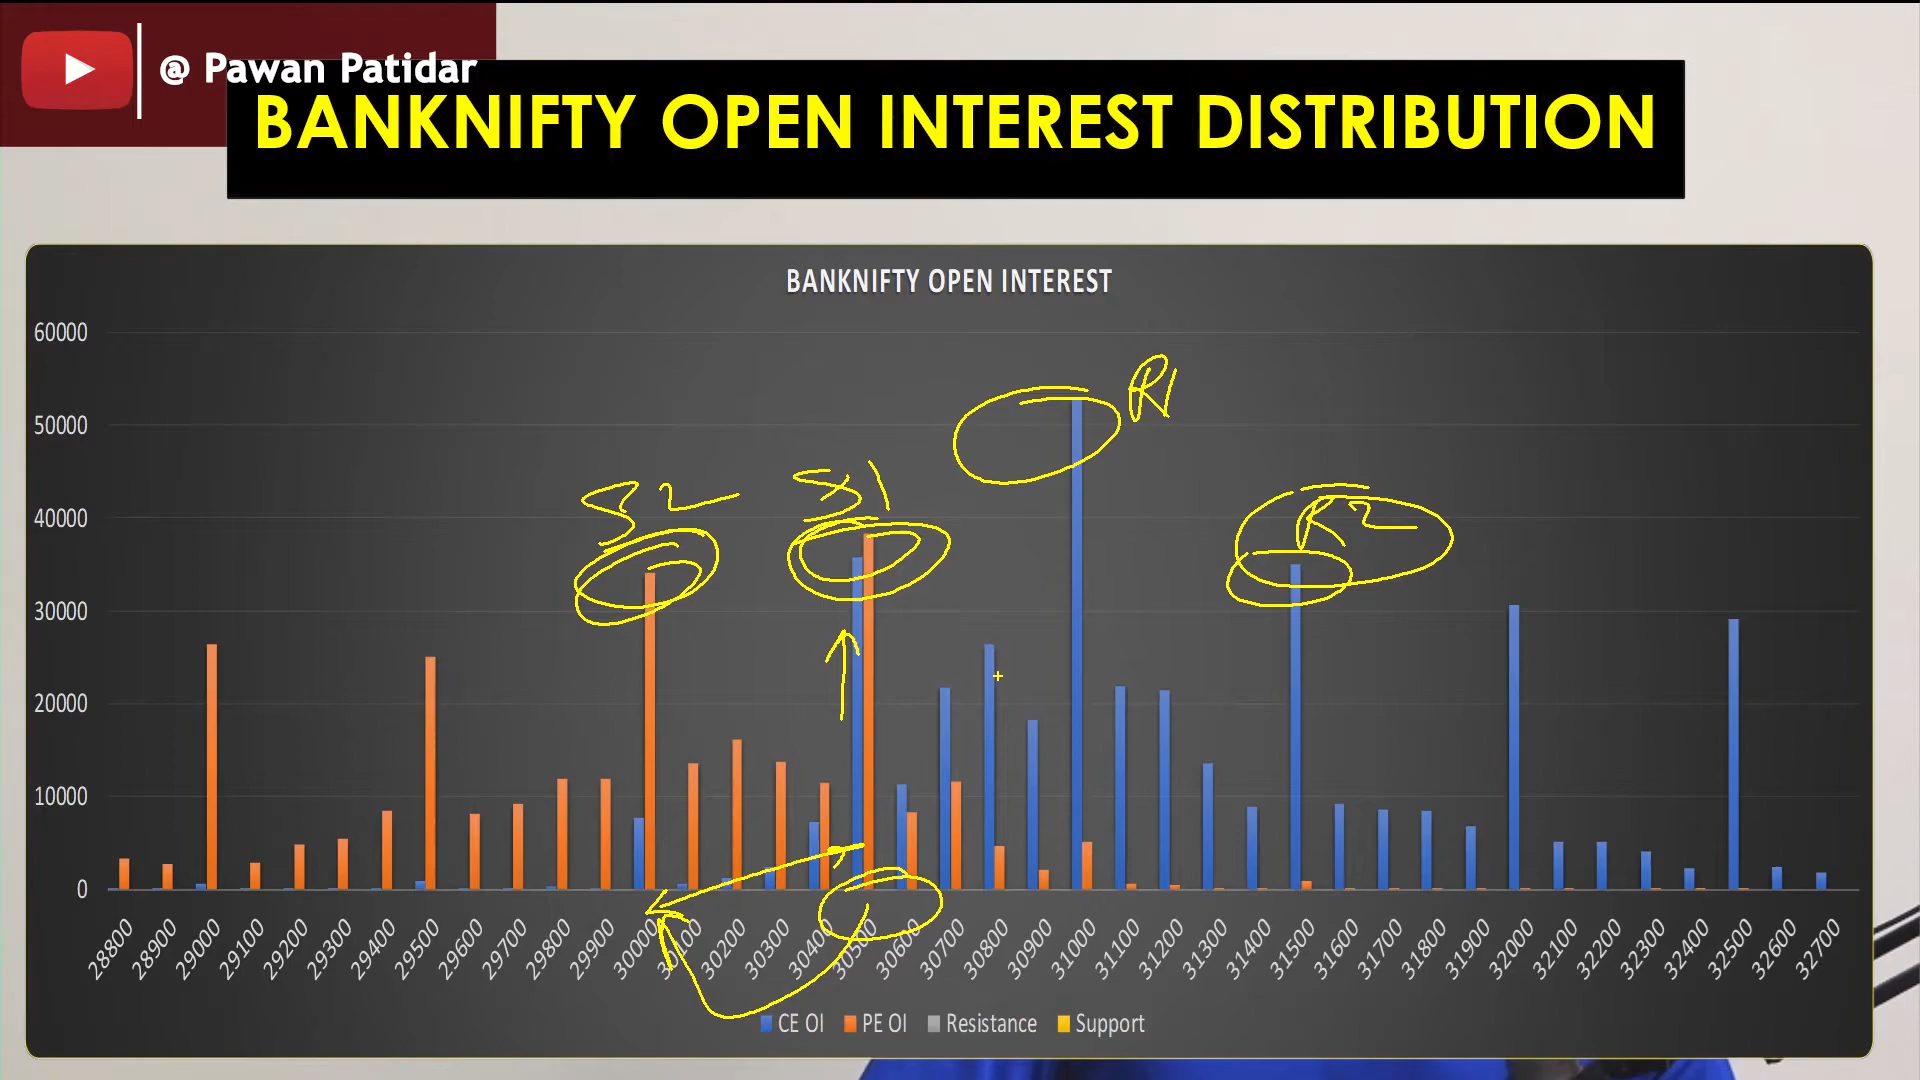 @ Pawan Patidar
BANKNIFTY OPEN INTEREST DISTRIBUTION
BANKNIFTY OPEN INTEREST
60000
50000
40000
30000
20000
10000
0
R1
S2
S1
R2
28800 28900 29000 29100 29200 29300 29400 29500 29600 29700 29800 29900 30000 30100 30200 30300 30400 30500 30600 30700 30800 30900 31000 31100 31200 31300 31400 31500 31600 31700 31800 31900 32000 32100 32200 32300 32400 32500 32600 32700
CE OI PE OI Resistance Support